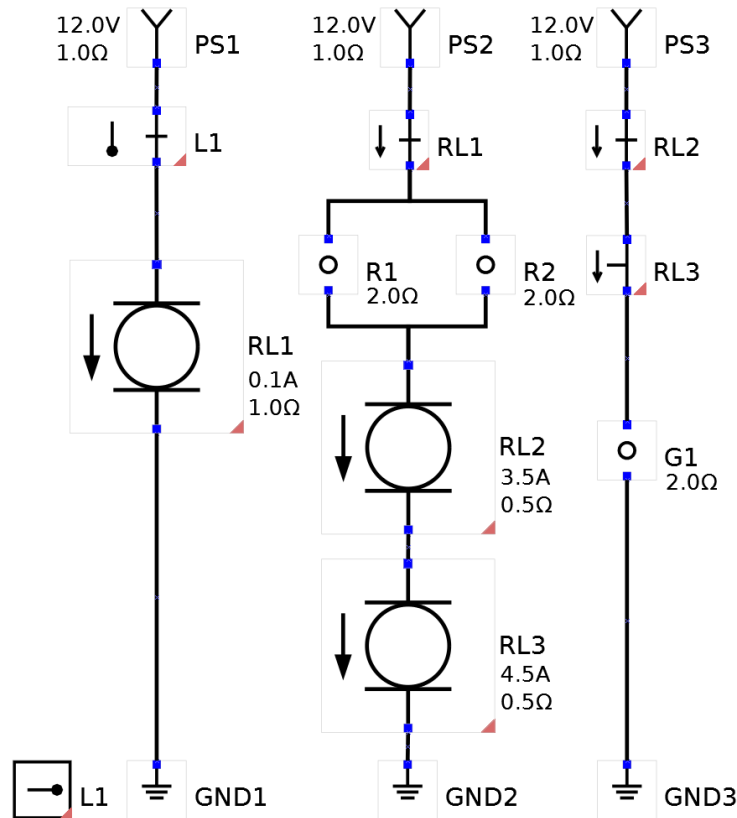 12.0V
1.0Ω
PS1
L1
RL1
0.1A
1.0Ω
L1
GND1
12.0V
1.0Ω
PS2
RL1
R1
2.0Ω
R2
2.0Ω
RL2
3.5A
0.5Ω
RL3
4.5A
0.5Ω
GND2
12.0V
1.0Ω
PS3
RL2
RL3
G1
2.0Ω
GND3